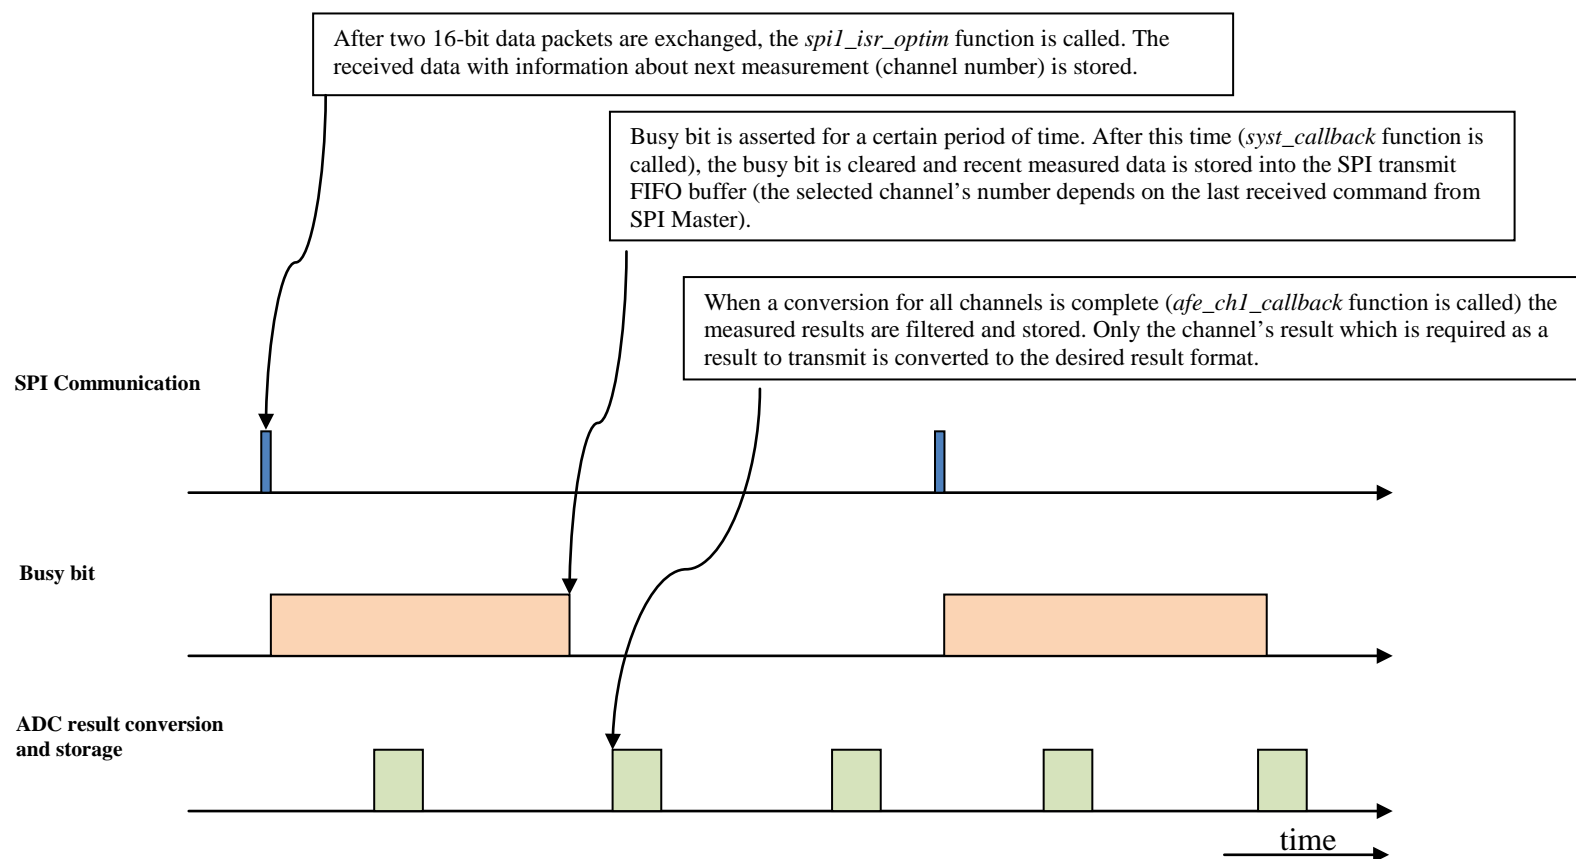 After two 16-bit data packets are exchanged, the spi1_isr_optim function is called. The
received data with information about next measurement (channel number) is stored.
Busy bit is asserted for a certain period of time. After this time (syst_callback function is
called), the busy bit is cleared and recent measured data is stored into the SPI transmit
FIFO buffer (the selected channel's number depends on the last received command from
SPI Master).
When a conversion for all channels is complete (afe_ch1_callback function is called) the
measured results are filtered and stored. Only the channel's result which is required as a
result to transmit is converted to the desired result format.
SPI Communication
Busy bit
ADC result conversion
and storage
time